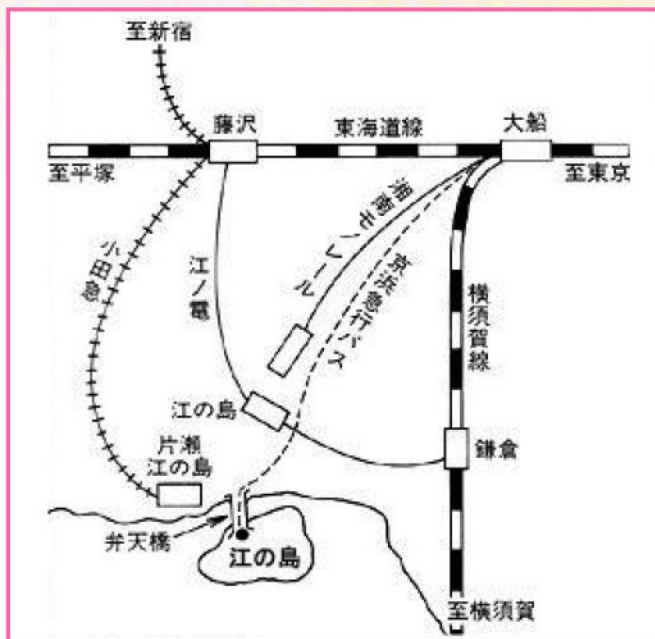 至新宿
藤沢
東海道線
大船
至平塚
至東京
小田急
江ノ電
湘南モノレール
京浜急行バス
横須賀線
江の島
鎌倉
片瀬
江の島
弁天橋
江の島
至横須賀